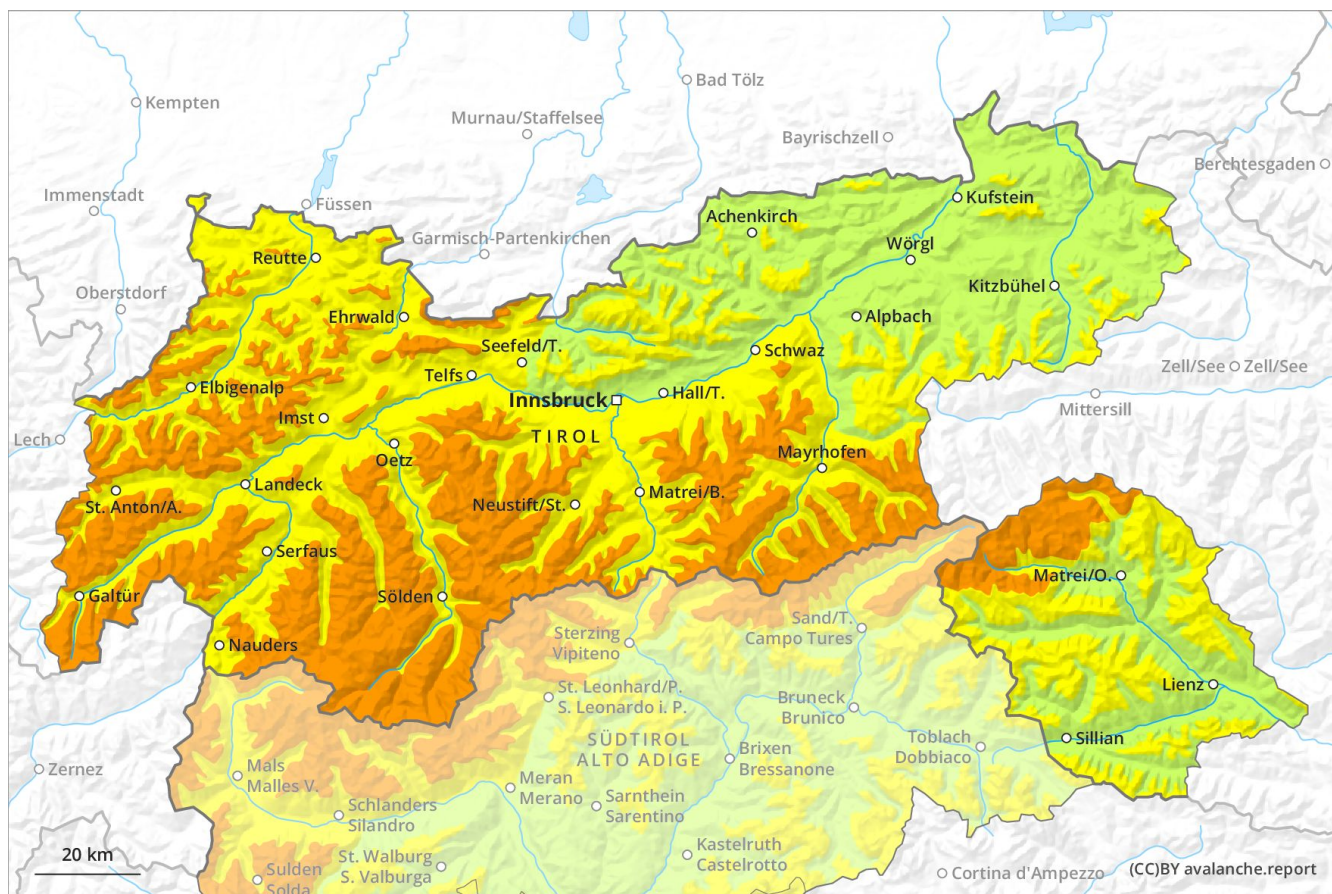 Kempten
Bad Tölz
Murnau/Staffelsee
Bayrischzell
Berchtesgaden
Immenstadt
Füssen
Kufstein
Achenkirch
Garmisch-Partenkirchen
Wörgl
Reutte
Oberstdorf
Kitzbühel
Ehrwald
Alpbach
Seefeld/T.
Schwaz
Zell/See
Zell/See
Telfs
Elbigenalp
Hall/T.
Innsbruck
Mittersill
Imst
Lech
TIROL
Oetz
Mayrhofen
Landeck
Matrei/B.
St. Anton/A.
Neustift/St.
Serfaus
Matrei/O.
Galtür
Sölden
Sand/T.
Campo Tures
Sterzing
Vipiteno
Nauders
Lienz
St. Leonhard/P.
S. Leonardo i. P.
Bruneck
Brunico
SÜDTIROL
ALTO ADIGE
Sillian
Toblach
Dobbiaco
Brixen
Bressanone
Zernez
Mals
Malles V.
Meran
Merano
Sarnthein
Sarentino
Schlanders
Silandro
Kastelruth
Castelrotto
20 km
St. Walburg
S. Valburga
Sulden
Solda
Cortina d'Ampezzo
(CC)BY avalanche.report